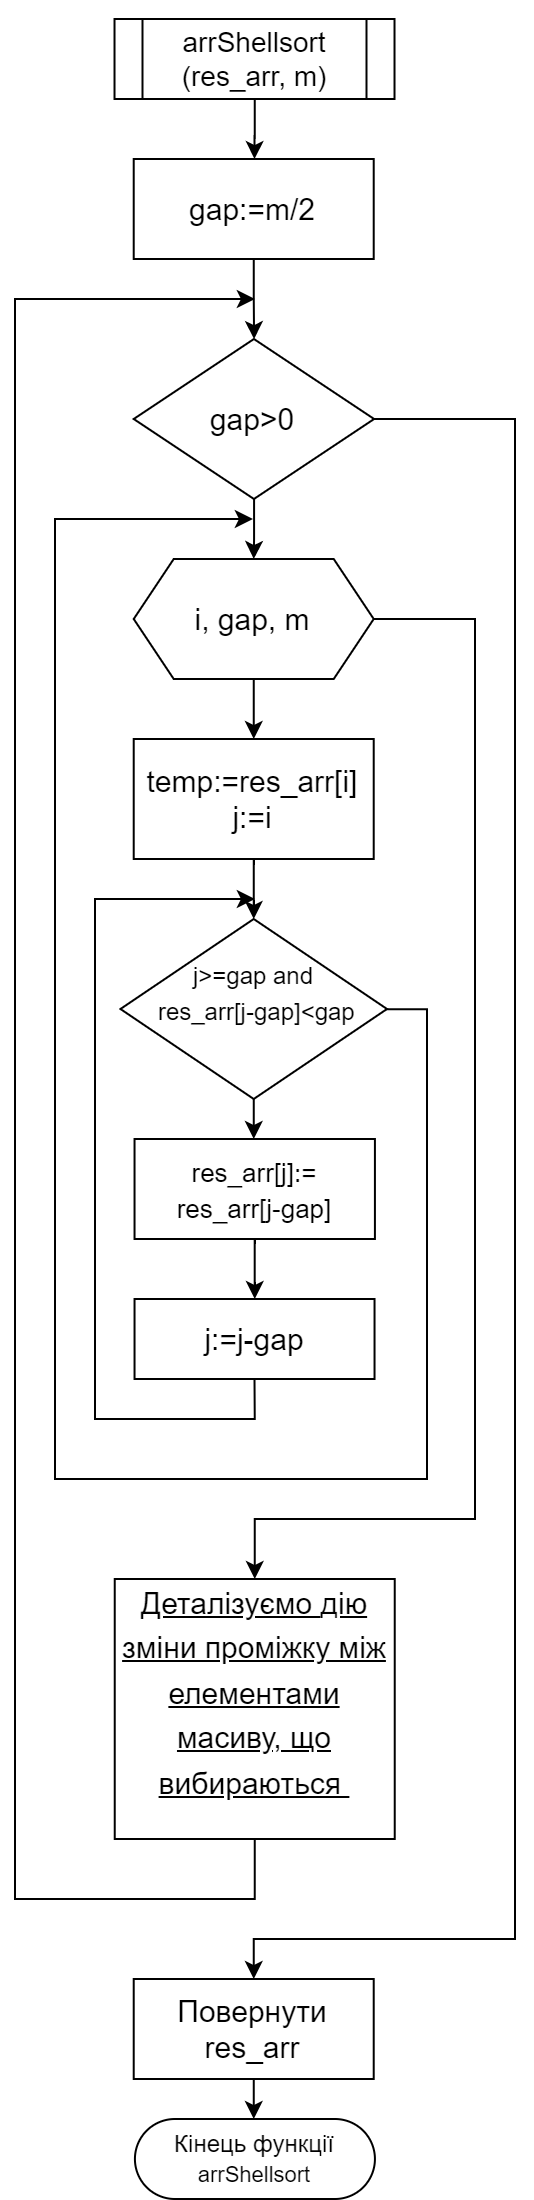 arrShellsort
(res_arr, m)
gap:=m/2
gap>0
i, gap, m
temp:=res_arr[i]
j:=i
j>=gap and
res_arr[j-gap]<gap
res_arr[j]:=
res_arr[j-gap]
j:=j-gap
Деталізуємо дію
зміни проміжку між
елементами
масиву, що
вибираються
Повернути
res_arr
Кінець функції
arrShellsort